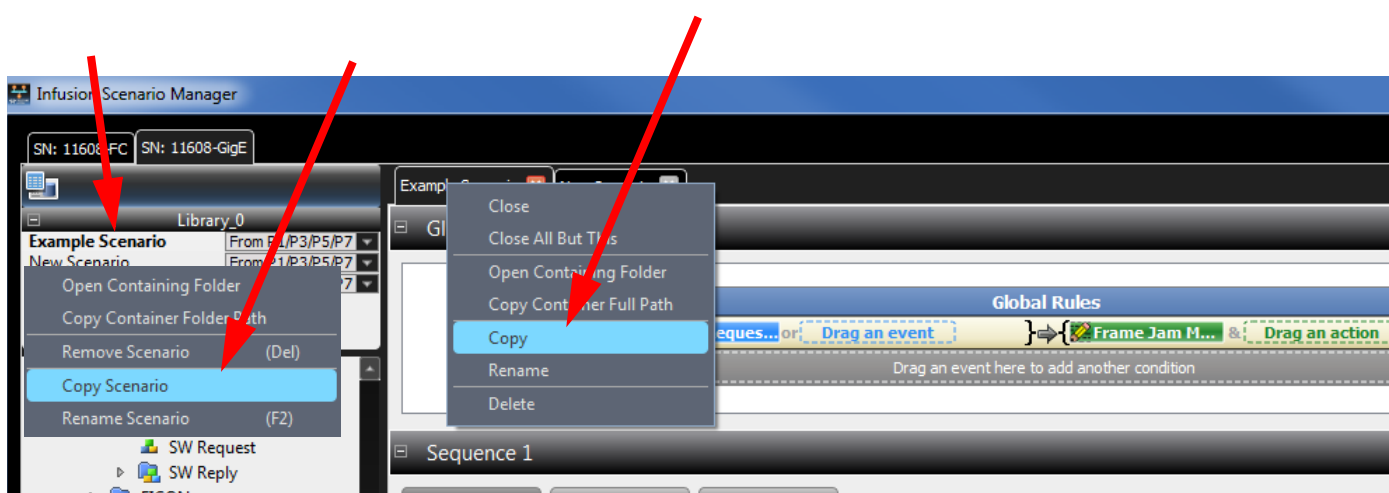 Infusion Scenario Manager
SN: 11608-FC SN: 11608-GigE
Library_0
Example Scenario From P1/P3/P5/P7
New Scenario From P1/P3/P5/P7
Open Containing Folder
Copy Container Folder Path
Remove Scenario (Del)
Copy Scenario
Rename Scenario (F2)
SW Request
SW Reply
Close
Close All But This
Open Containing Folder
Copy Container Full Path
Copy
Rename
Delete
Global Rules
or Drag an event }⇒{ Frame Jam M... & Drag an action
Drag an event here to add another condition
Sequence 1